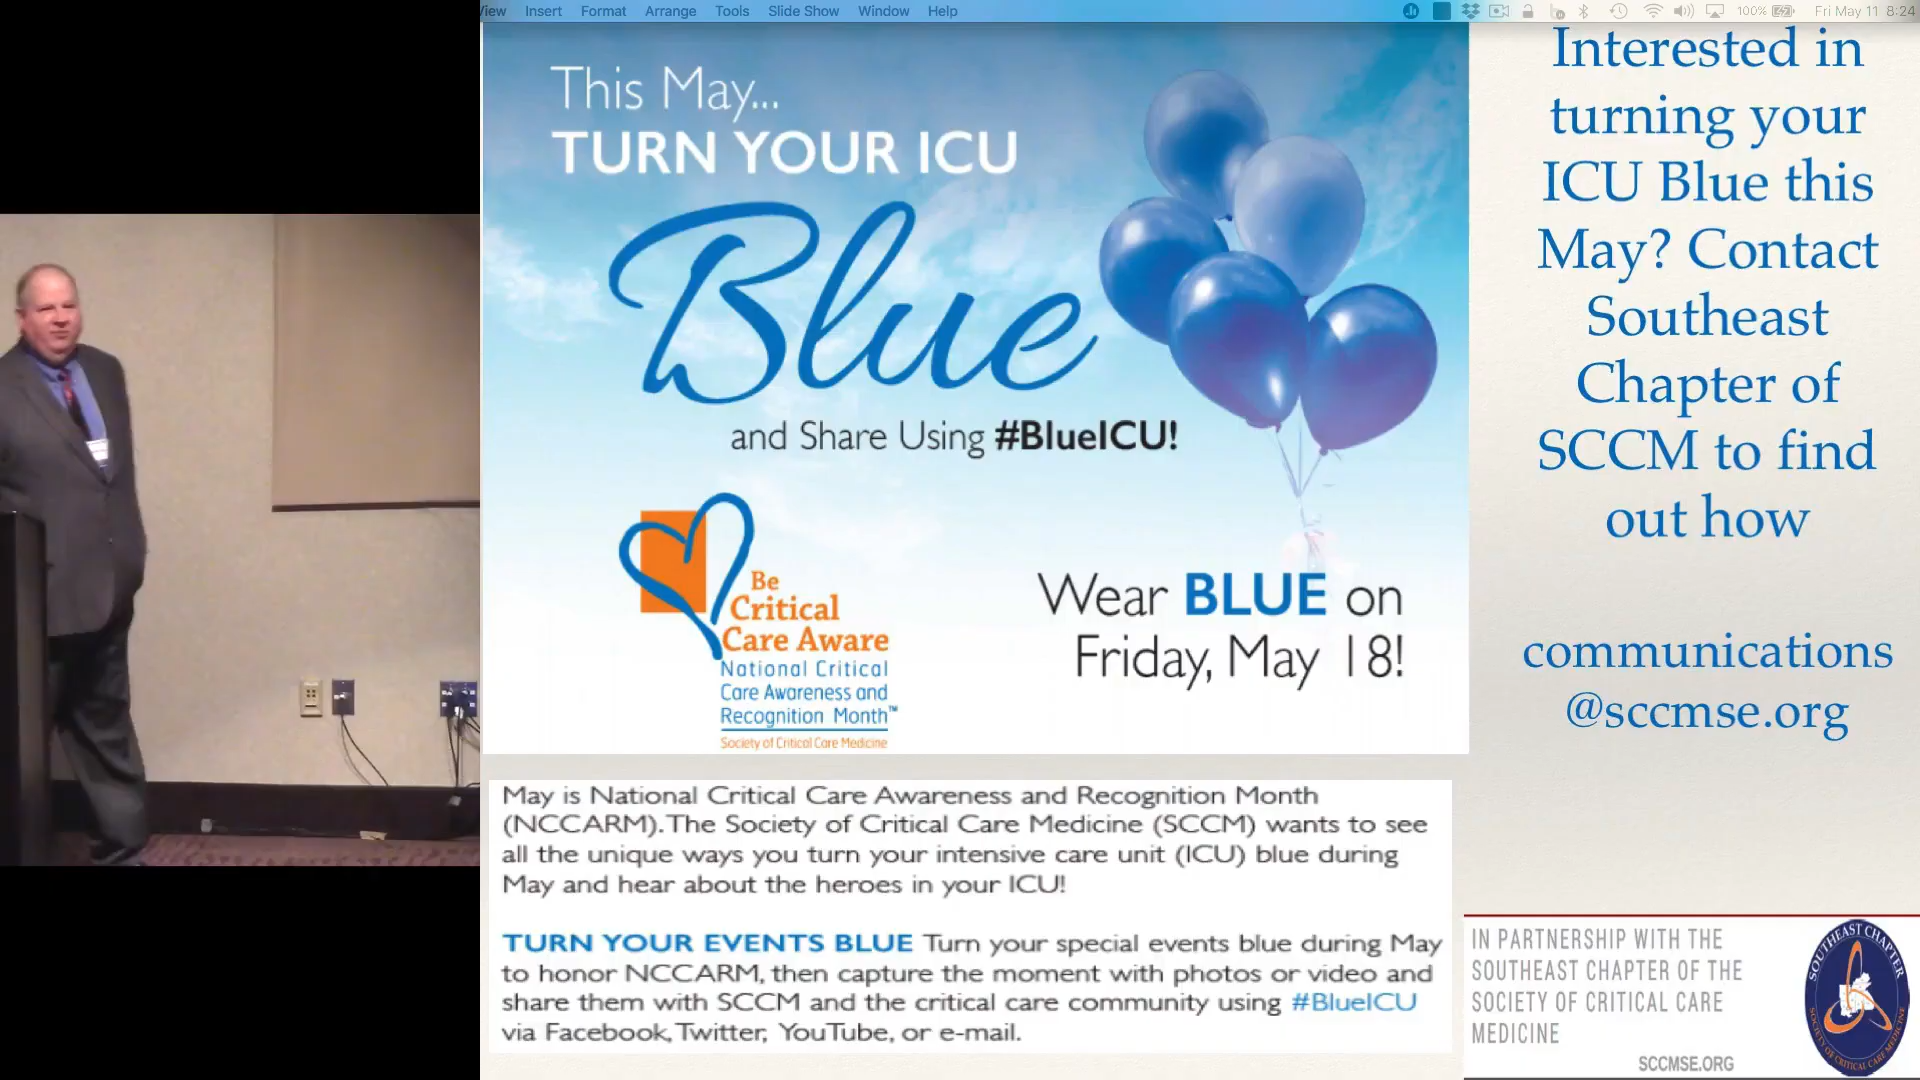 View Insert Format Arrange Tools Slide Show Window Help
100% Fri May 11 8:24
This May...
TURN YOUR ICU
Blue
and Share Using #BlueICU!
Be
Critical
Care Aware
National Critical
Care Awareness and
Recognition Month™
Society of Critical Care Medicine
Wear BLUE on
Friday, May 18!
May is National Critical Care Awareness and Recognition Month
(NCCARM). The Society of Critical Care Medicine (SCCM) wants to see
all the unique ways you turn your intensive care unit (ICU) blue during
May and hear about the heroes in your ICU!
TURN YOUR EVENTS BLUE Turn your special events blue during May
to honor NCCARM, then capture the moment with photos or video and
share them with SCCM and the critical care community using #BlueICU
via Facebook, Twitter, YouTube, or e-mail.
Interested in
turning your
ICU Blue this
May? Contact
Southeast
Chapter of
SCCM to find
out how
communications
@sccmse.org
IN PARTNERSHIP WITH THE
SOUTHEAST CHAPTER OF THE
SOCIETY OF CRITICAL CARE
MEDICINE
SCCMSE.ORG
SOUTHEAST CHAPTER
SOCIETY OF CRITICAL CARE MEDICINE